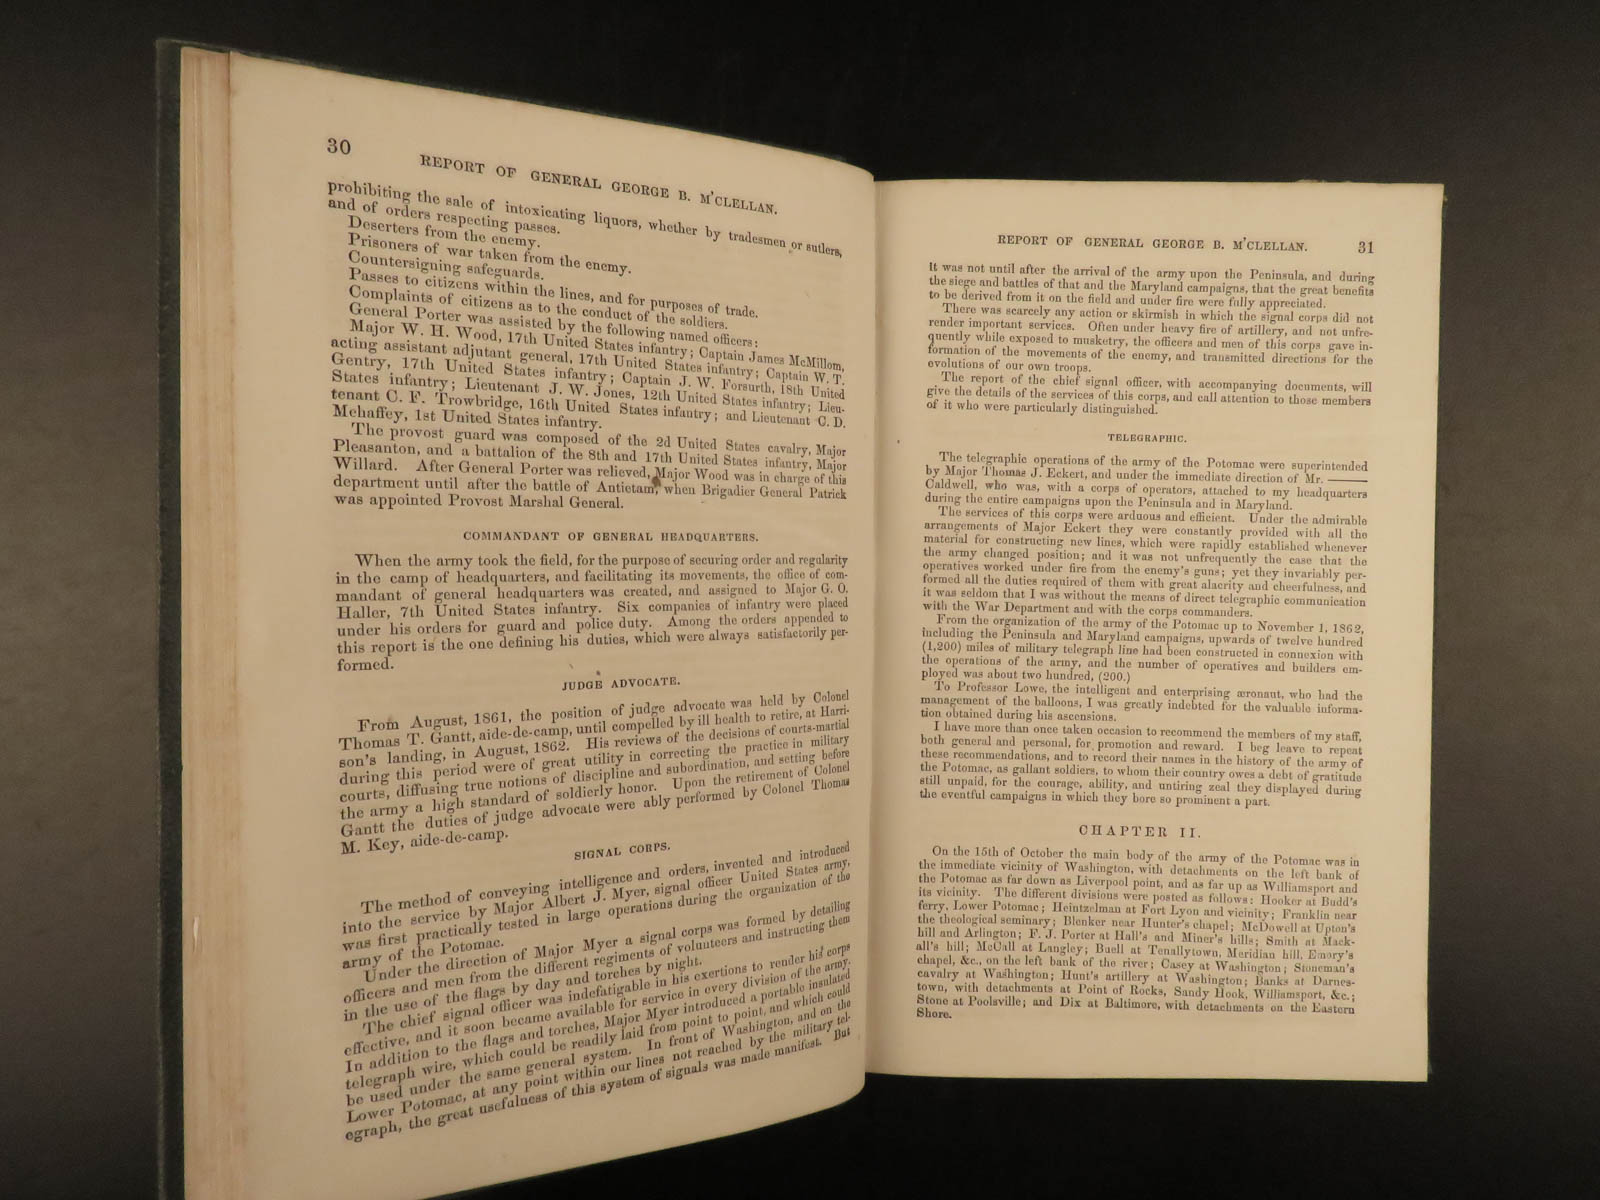 30
REPORT OF GENERAL GEORGE B. M'CLELLAN.
prohibiting the sale of intoxicating liquors, whether by tradesmen or sutlers,
and of orders respecting passes.
Deserters from the enemy.
Prisoners of war taken from the enemy.
Countersigning safeguards.
Passes to citizens within the lines, and for purposes of trade.
Complaints of citizens as to the conduct of the soldiers.
General Porter was assisted by the following named officers:
Major W. H. Wood, 17th United States infantry; Captain James McMillom,
acting assistant adjutant general, 17th United States infantry; Captain W. T.
Gentry, 17th United States infantry; Captain J. W. Forsurth, 18th United
States infantry; Lieutenant J. W. Jones, 12th United States infantry; Lieu-
tenant C. F. Trowbridge, 16th United States infantry; and Lieutenant C. D.
Mehaffey, 1st United States infantry.
The provost guard was composed of the 2d United States cavalry, Major
Pleasanton, and a battalion of the 8th and 17th United States infantry, Major
Willard. After General Porter was relieved, Major Wood was in charge of this
department until after the battle of Antietam, when Brigadier General Patrick
was appointed Provost Marshal General.
COMMANDANT OF GENERAL HEADQUARTERS.
When the army took the field, for the purpose of securing order and regularity
in the camp of headquarters, and facilitating its movements, the office of com-
mandant of general headquarters was created, and assigned to Major G. O.
Haller, 7th United States infantry. Six companies of infantry were placed
under his orders for guard and police duty. Among the orders appended to
this report is the one defining his duties, which were always satisfactorily per-
formed.
JUDGE ADVOCATE.
From August, 1861, the position of judge advocate was held by Colonel
Thomas T. Gantt, aide-de-camp, until compelled by ill health to retire, at Harri-
son's landing, in August, 1862. His reviews of the decisions of courts-martial
during this period were of great utility in correcting the practice in military
courts, diffusing true notions of discipline and subordination, and setting before
the army a high standard of soldierly honor. Upon the retirement of Colonel
Gantt the duties of judge advocate were ably performed by Colonel Thomas
M. Key, aide-de-camp.
SIGNAL CORPS.
The method of conveying intelligence and orders, invented and introduced
into the service by Major Albert J. Myer, signal officer United States army,
was first practically tested in large operations during the organization of the
army of the Potomac.
Under the direction of Major Myer a signal corps was formed by detailing
officers and men from the different regiments of volunteers and instructing them
in the use of the flags by day and torches by night.
The chief signal officer was indefatigable in his exertions to render his corps
effective, and it soon became available for service in every division of the army.
In addition to the flags and torches, Major Myer introduced a portable insulated
telegraph wire, which could be readily laid from point to point, and which could
be used under the same general system. In front of Washington, and on the
Lower Potomac, at any point within our lines not reached by the military tel-
egraph, the great usefulness of this system of signals was made manifest. But
REPORT OF GENERAL GEORGE B. M'CLELLAN. 31
it was not until after the arrival of the army upon the Peninsula, and during
the siege and battles of that and the Maryland campaigns, that the great benefits
to be derived from it on the field and under fire were fully appreciated.
There was scarcely any action or skirmish in which the signal corps did not
render important services. Often under heavy fire of artillery, and not unfre-
quently while exposed to musketry, the officers and men of this corps gave in-
formation of the movements of the enemy, and transmitted directions for the
evolutions of our own troops.
The report of the chief signal officer, with accompanying documents, will
give the details of the services of this corps, and call attention to those members
of it who were particularly distinguished.
TELEGRAPHIC.
The telegraphic operations of the army of the Potomac were superintended
by Major Thomas J. Eckert, and under the immediate direction of Mr. ———
Caldwell, who was, with a corps of operators, attached to my headquarters
during the entire campaigns upon the Peninsula and in Maryland.
The services of this corps were arduous and efficient. Under the admirable
arrangements of Major Eckert they were constantly provided with all the
material for constructing new lines, which were rapidly established whenever
the army changed position; and it was not unfrequently the case that the
operatives worked under fire from the enemy's guns; yet they invariably per-
formed all the duties required of them with great alacrity and cheerfulness, and
it was seldom that I was without the means of direct telegraphic communication
with the War Department and with the corps commanders.
From the organization of the army of the Potomac up to November 1, 1862,
including the Peninsula and Maryland campaigns, upwards of twelve hundred
(1,200) miles of military telegraph line had been constructed in connexion with
the operations of the army, and the number of operatives and builders em-
ployed was about two hundred, (200.)
To Professor Lowe, the intelligent and enterprising æronaut, who had the
management of the balloons, I was greatly indebted for the valuable informa-
tion obtained during his ascensions.
I have more than once taken occasion to recommend the members of my staff,
both general and personal, for promotion and reward. I beg leave to repeat
these recommendations, and to record their names in the history of the army of
the Potomac, as gallant soldiers, to whom their country owes a debt of gratitude
still unpaid, for the courage, ability, and untiring zeal they displayed during
the eventful campaigns in which they bore so prominent a part.
CHAPTER II.
On the 15th of October the main body of the army of the Potomac was in
the immediate vicinity of Washington, with detachments on the left bank of
the Potomac as far down as Liverpool point, and as far up as Williamsport and
its vicinity. The different divisions were posted as follows: Hooker at Budd's
ferry, Lower Potomac; Heintzelman at Fort Lyon and vicinity; Franklin near
the theological seminary; Blenker near Hunter's chapel; McDowell at Upton's
hill and Arlington; F. J. Porter at Hall's and Miner's hills; Smith at Mack-
all's hill; McCall at Langley; Buell at Tenallytown, Meridian hill, Emory's
chapel, &c., on the left bank of the river; Casey at Washington; Stoneman's
cavalry at Washington; Hunt's artillery at Washington; Banks at Darnes-
town, with detachments at Point of Rocks, Sandy Hook, Williamsport, &c.;
Stone at Poolsville; and Dix at Baltimore, with detachments on the Eastern
Shore.